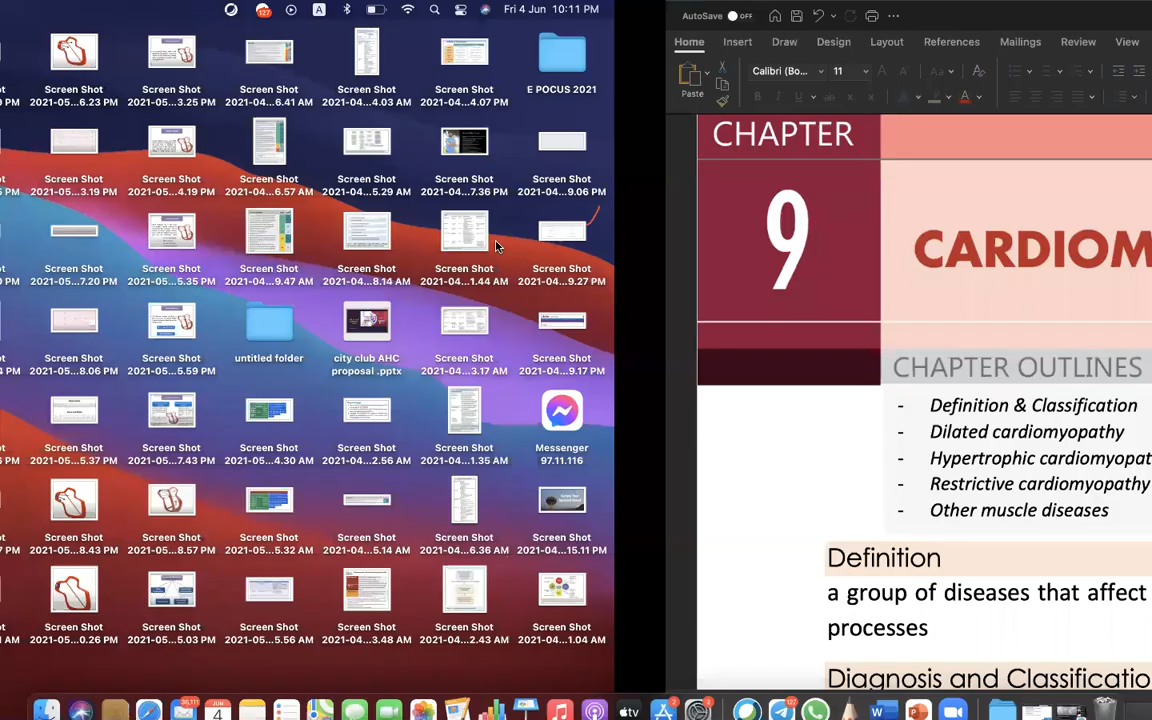 127
A
Fri 4 Jun 10:11 PM
Screen Shot
2021-05...6.23 PM
Screen Shot
2021-05...3.25 PM
Screen Shot
2021-04...6.41 AM
Screen Shot
2021-04...4.03 AM
Screen Shot
2021-04...4.07 PM
E POCUS 2021
Screen Shot
2021-05...3.19 PM
Screen Shot
2021-05...4.19 PM
Screen Shot
2021-04...6.57 AM
Screen Shot
2021-04...5.29 AM
Screen Shot
2021-04...7.36 PM
Screen Shot
2021-04...9.06 PM
Screen Shot
2021-05...7.20 PM
Screen Shot
2021-05...5.35 PM
Screen Shot
2021-04...9.47 AM
Screen Shot
2021-04...8.14 AM
Screen Shot
2021-04...1.44 AM
Screen Shot
2021-04...9.27 PM
Screen Shot
2021-05...8.06 PM
Screen Shot
2021-05...5.59 PM
untitled folder
city club AHC
proposal .pptx
Screen Shot
2021-04...3.17 AM
Screen Shot
2021-04...9.17 PM
Screen Shot
2021-05...5.37 PM
Screen Shot
2021-05...7.43 PM
Screen Shot
2021-04...4.30 AM
Screen Shot
2021-04...2.56 AM
Screen Shot
2021-04...1.35 AM
Messenger
97.11.116
Screen Shot
2021-05...8.43 PM
Screen Shot
2021-05...8.57 PM
Screen Shot
2021-04...5.32 AM
Screen Shot
2021-04...5.14 AM
Screen Shot
2021-04...6.36 AM
Screen Shot
2021-04...15.11 PM
Screen Shot
2021-05...0.26 PM
Screen Shot
2021-05...5.03 PM
Screen Shot
2021-04...5.56 AM
Screen Shot
2021-04...3.48 AM
Screen Shot
2021-04...2.43 AM
Screen Shot
2021-04...1.04 AM
JUN
4
tv
AutoSave OFF
Home Insert Draw Design Layout References Mailings Review View
Paste
Calibri (Bo... 11
CHAPTER
9
CARDIOM
CHAPTER OUTLINES
- Definition & Classification
- Dilated cardiomyopathy
- Hypertrophic cardiomyopat
- Restrictive cardiomyopathy
- Other muscle diseases
Definition
a group of diseases that affect
processes
Diagnosis and Classificatio